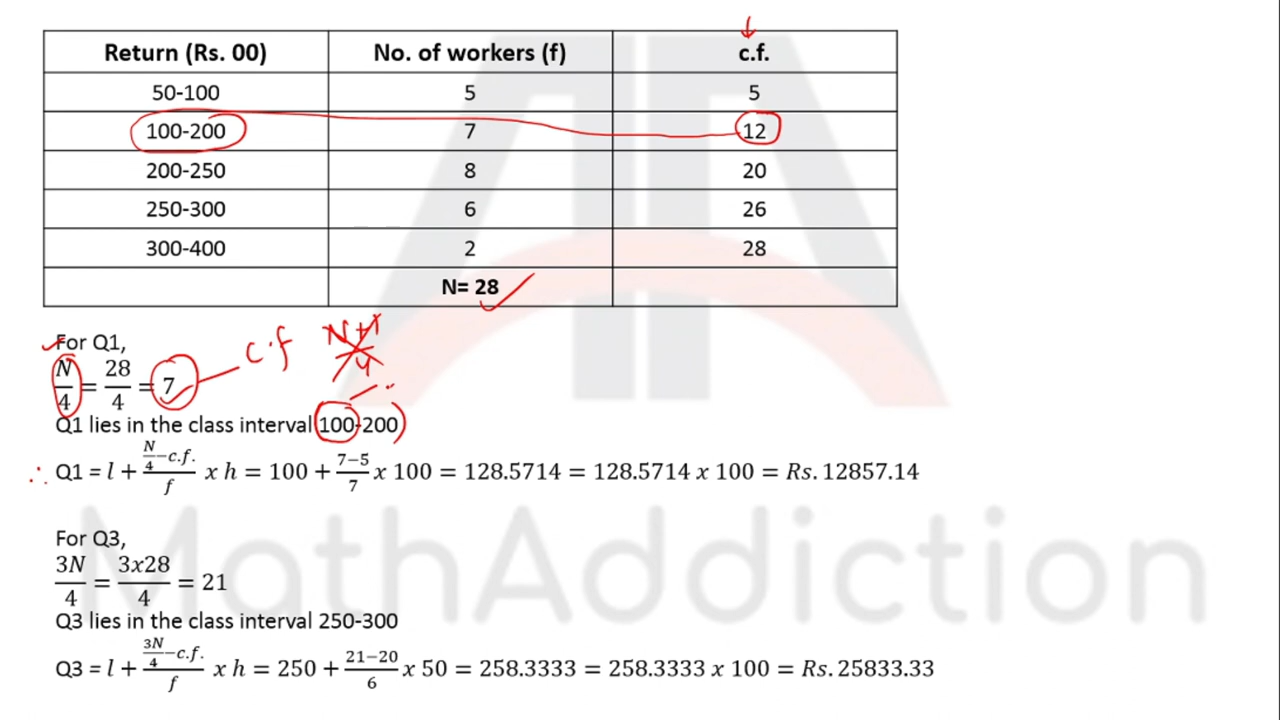 Return (Rs. 00) No. of workers (f) c.f.
50-100 5 5
100-200 7 12
200-250 8 20
250-300 6 26
300-400 2 28
N= 28
For Q1,
c.f
N+1/4
N/4 = 28/4 = 7
Q1 lies in the class interval 100-200)
∴ Q1 = l + (N/4 − c.f.)/f x h = 100 + (7−5)/7 x 100 = 128.5714 = 128.5714 x 100 = Rs. 12857.14
For Q3,
3N/4 = 3x28/4 = 21
Q3 lies in the class interval 250-300
Q3 = l + (3N/4 − c.f.)/f x h = 250 + (21−20)/6 x 50 = 258.3333 = 258.3333 x 100 = Rs. 25833.33
MathAddiction